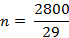 n = 2800/29